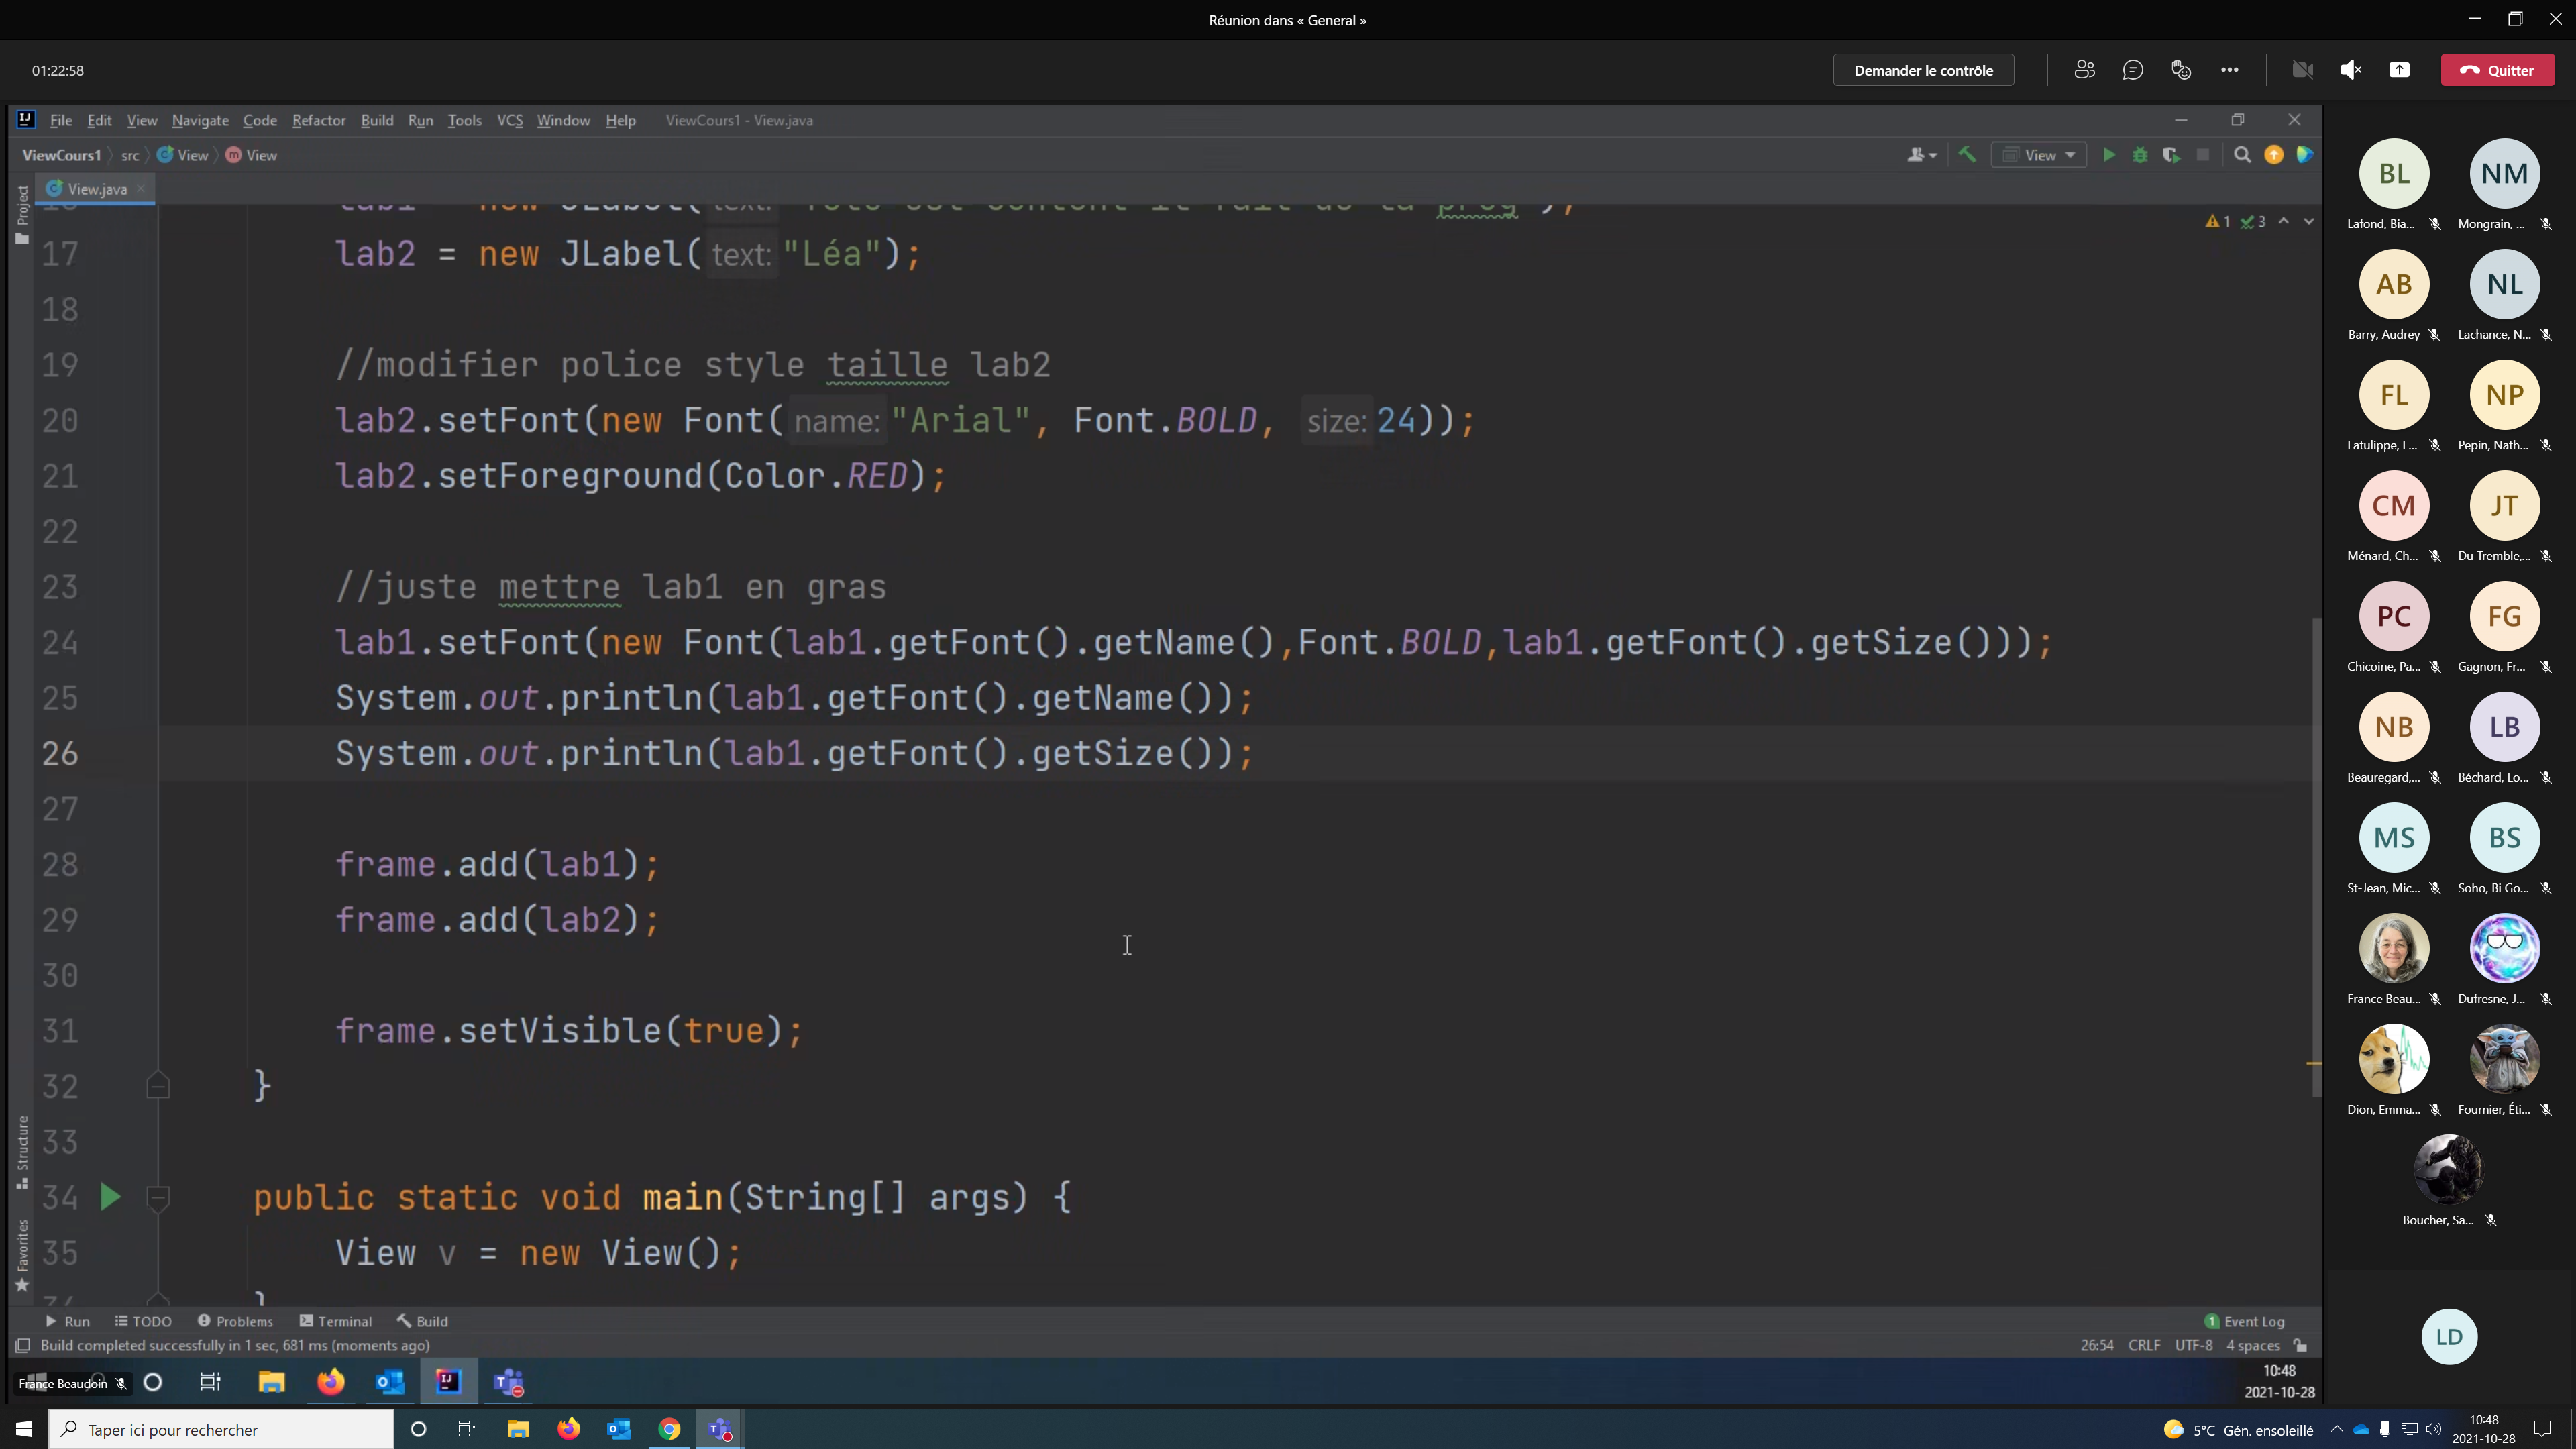 Réunion dans « General »
01:22:58
Demander le contrôle
Quitter
File Edit View Navigate Code Refactor Build Run Tools VCS Window Help ViewCours1 - View.java
ViewCours1 src View View
View
View.java
Project
1 3
17 lab2 = new JLabel( text: "Léa");
18
19 //modifier police style taille lab2
20 lab2.setFont(new Font( name: "Arial", Font.BOLD, size: 24));
21 lab2.setForeground(Color.RED);
22
23 //juste mettre lab1 en gras
24 lab1.setFont(new Font(lab1.getFont().getName(),Font.BOLD,lab1.getFont().getSize()));
25 System.out.println(lab1.getFont().getName());
26 System.out.println(lab1.getFont().getSize());
27
28 frame.add(lab1);
29 frame.add(lab2);
30
31 frame.setVisible(true);
32 }
33
34 public static void main(String[] args) {
35 View v = new View();
Structure
Favorites
Run TODO Problems Terminal Build
1 Event Log
Build completed successfully in 1 sec, 681 ms (moments ago)
26:54 CRLF UTF-8 4 spaces
France Beaudoin
10:48
2021-10-28
BL NM
Lafond, Bia... Mongrain, ...
AB NL
Barry, Audrey Lachance, N...
FL NP
Latulippe, F... Pepin, Nath...
CM JT
Ménard, Ch... Du Tremble,...
PC FG
Chicoine, Pa... Gagnon, Fr...
NB LB
Beauregard,... Béchard, Lo...
MS BS
St-Jean, Mic... Soho, Bi Go...
France Beau... Dufresne, J...
Dion, Emma... Fournier, Éti...
Boucher, Sa...
LD
Taper ici pour rechercher
5°C Gén. ensoleillé
10:48
2021-10-28